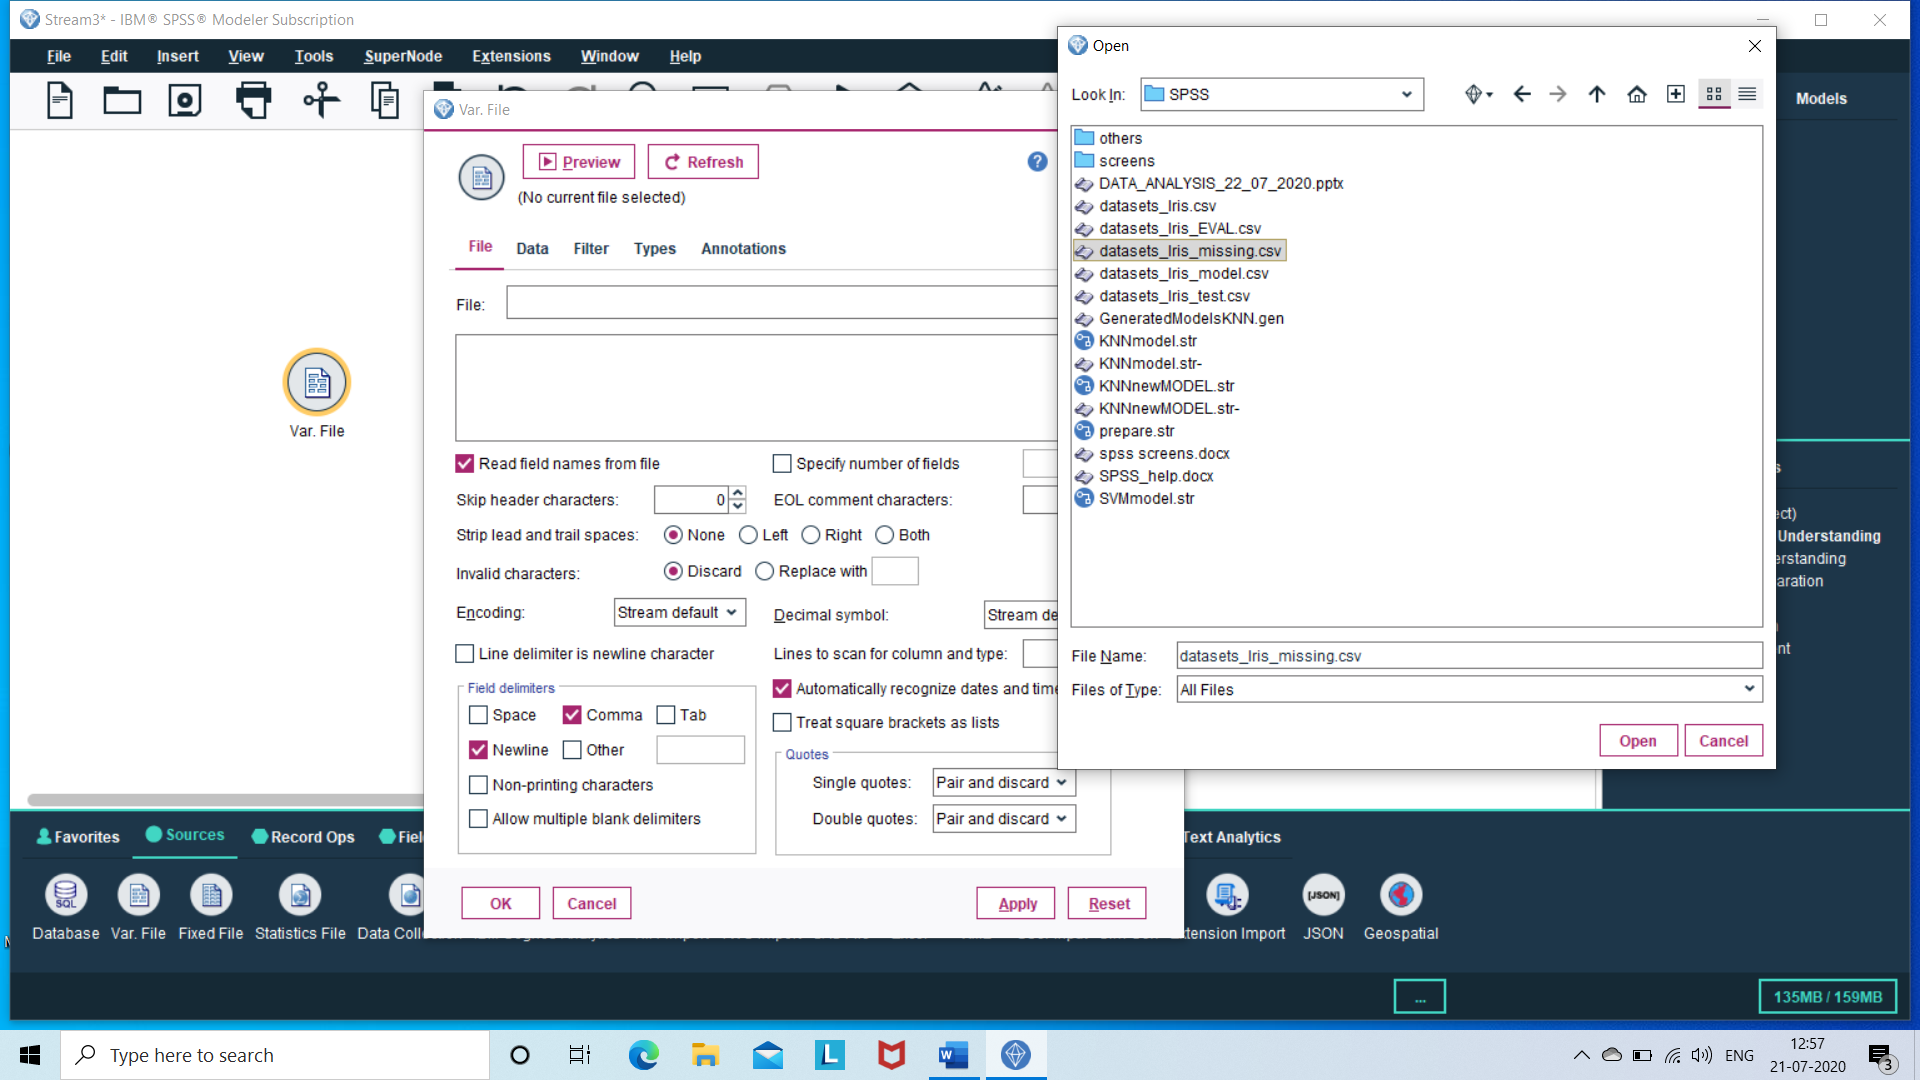 Stream3* - IBM® SPSS® Modeler Subscription
File Edit Insert View Tools SuperNode Extensions Window Help
Var. File
Preview Refresh
(No current file selected)
File Data Filter Types Annotations
File:
Var. File
Read field names from file Specify number of fields
Skip header characters: 0 EOL comment characters:
Strip lead and trail spaces: None Left Right Both
Invalid characters: Discard Replace with
Encoding: Stream default Decimal symbol: Stream de
Line delimiter is newline character Lines to scan for column and type:
Field delimiters
Space Comma Tab
Newline Other
Non-printing characters
Allow multiple blank delimiters
Automatically recognize dates and time
Treat square brackets as lists
Quotes
Single quotes: Pair and discard
Double quotes: Pair and discard
OK Cancel Apply Reset
Open
Look In: SPSS
others
screens
DATA_ANALYSIS_22_07_2020.pptx
datasets_Iris.csv
datasets_Iris_EVAL.csv
datasets_Iris_missing.csv
datasets_Iris_model.csv
datasets_Iris_test.csv
GeneratedModelsKNN.gen
KNNmodel.str
KNNmodel.str-
KNNnewMODEL.str
KNNnewMODEL.str-
prepare.str
spss screens.docx
SPSS_help.docx
SVMmodel.str
File Name: datasets_Iris_missing.csv
Files of Type: All Files
Open Cancel
Models
s
ect)
Understanding
erstanding
aration
nt
Favorites Sources Record Ops Fiel Text Analytics
SQL [JSON]
Database Var. File Fixed File Statistics File Data Coll tension Import JSON Geospatial
... 135MB / 159MB
Type here to search
L W
ENG
12:57
21-07-2020
3